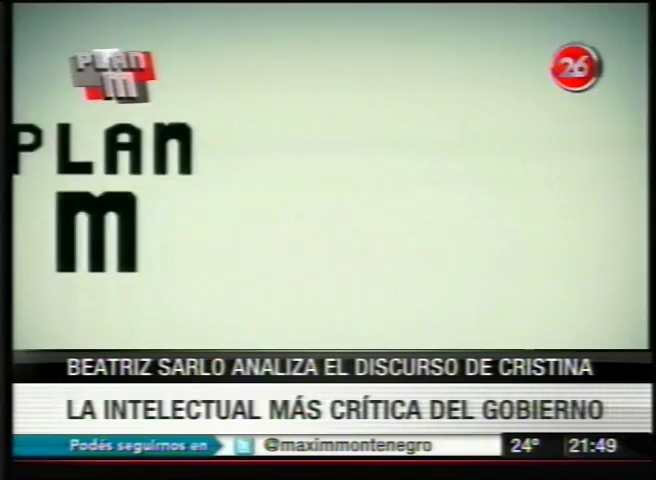 PLAN
M
26
PLAN
M
BEATRIZ SARLO ANALIZA EL DISCURSO DE CRISTINA
LA INTELECTUAL MÁS CRÍTICA DEL GOBIERNO
Podés seguirnos en @maximmontenegro 24° 21:49